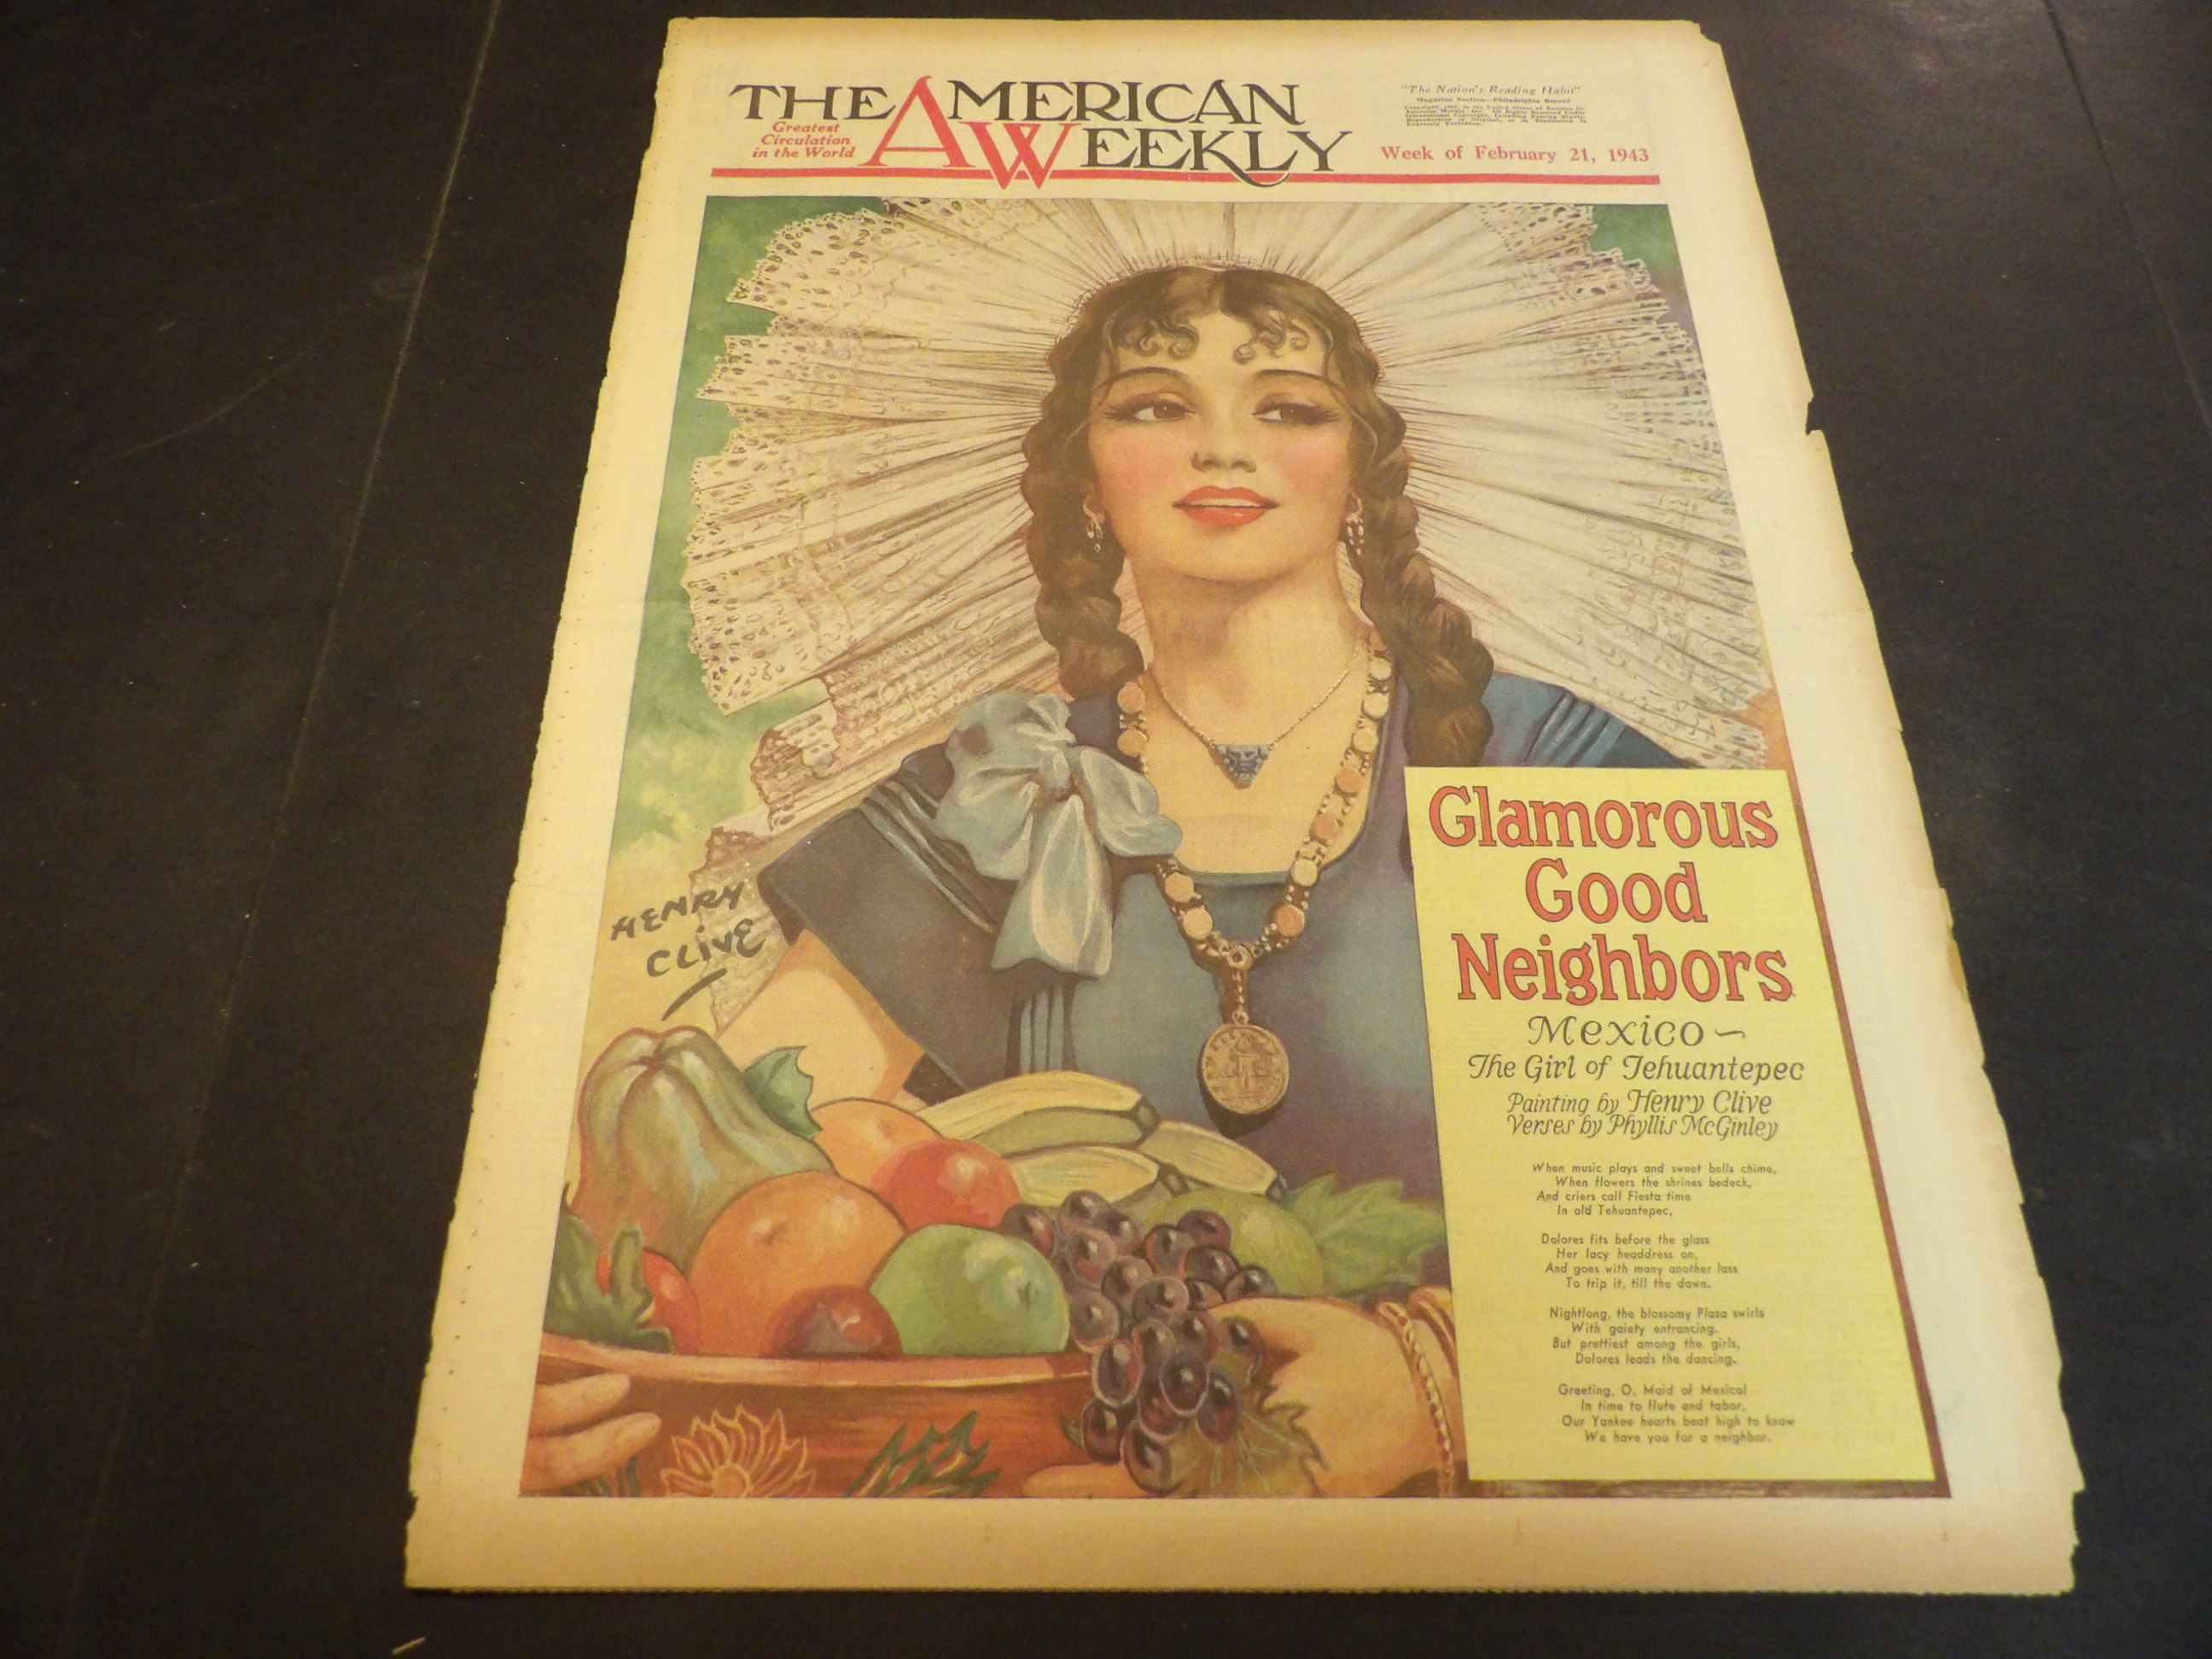 THE AMERICAN
WEEKLY
Greatest
Circulation
in the World
"The Nation's Reading Habit"
Magazine Section—Philadelphia Record
Week of February 21, 1943
HENRY
CLIVE
Glamorous
Good
Neighbors
Mexico—
The Girl of Tehuantepec
Painting by Henry Clive
Verses by Phyllis McGinley
When music plays and sweet bells chime,
When flowers the shrines bedeck,
And criers call Fiesta time
In old Tehuantepec,
Dolores fits before the glass
Her lacy headdress on,
And goes with many another lass
To trip it, till the dawn.
Nightlong, the blossomy Plaza swirls
With gaiety entrancing.
But prettiest among the girls,
Dolores leads the dancing.
Greeting, O, Maid of Mexico!
In time to flute and tabor,
Our Yankee hearts beat high to know
We have you for a neighbor.